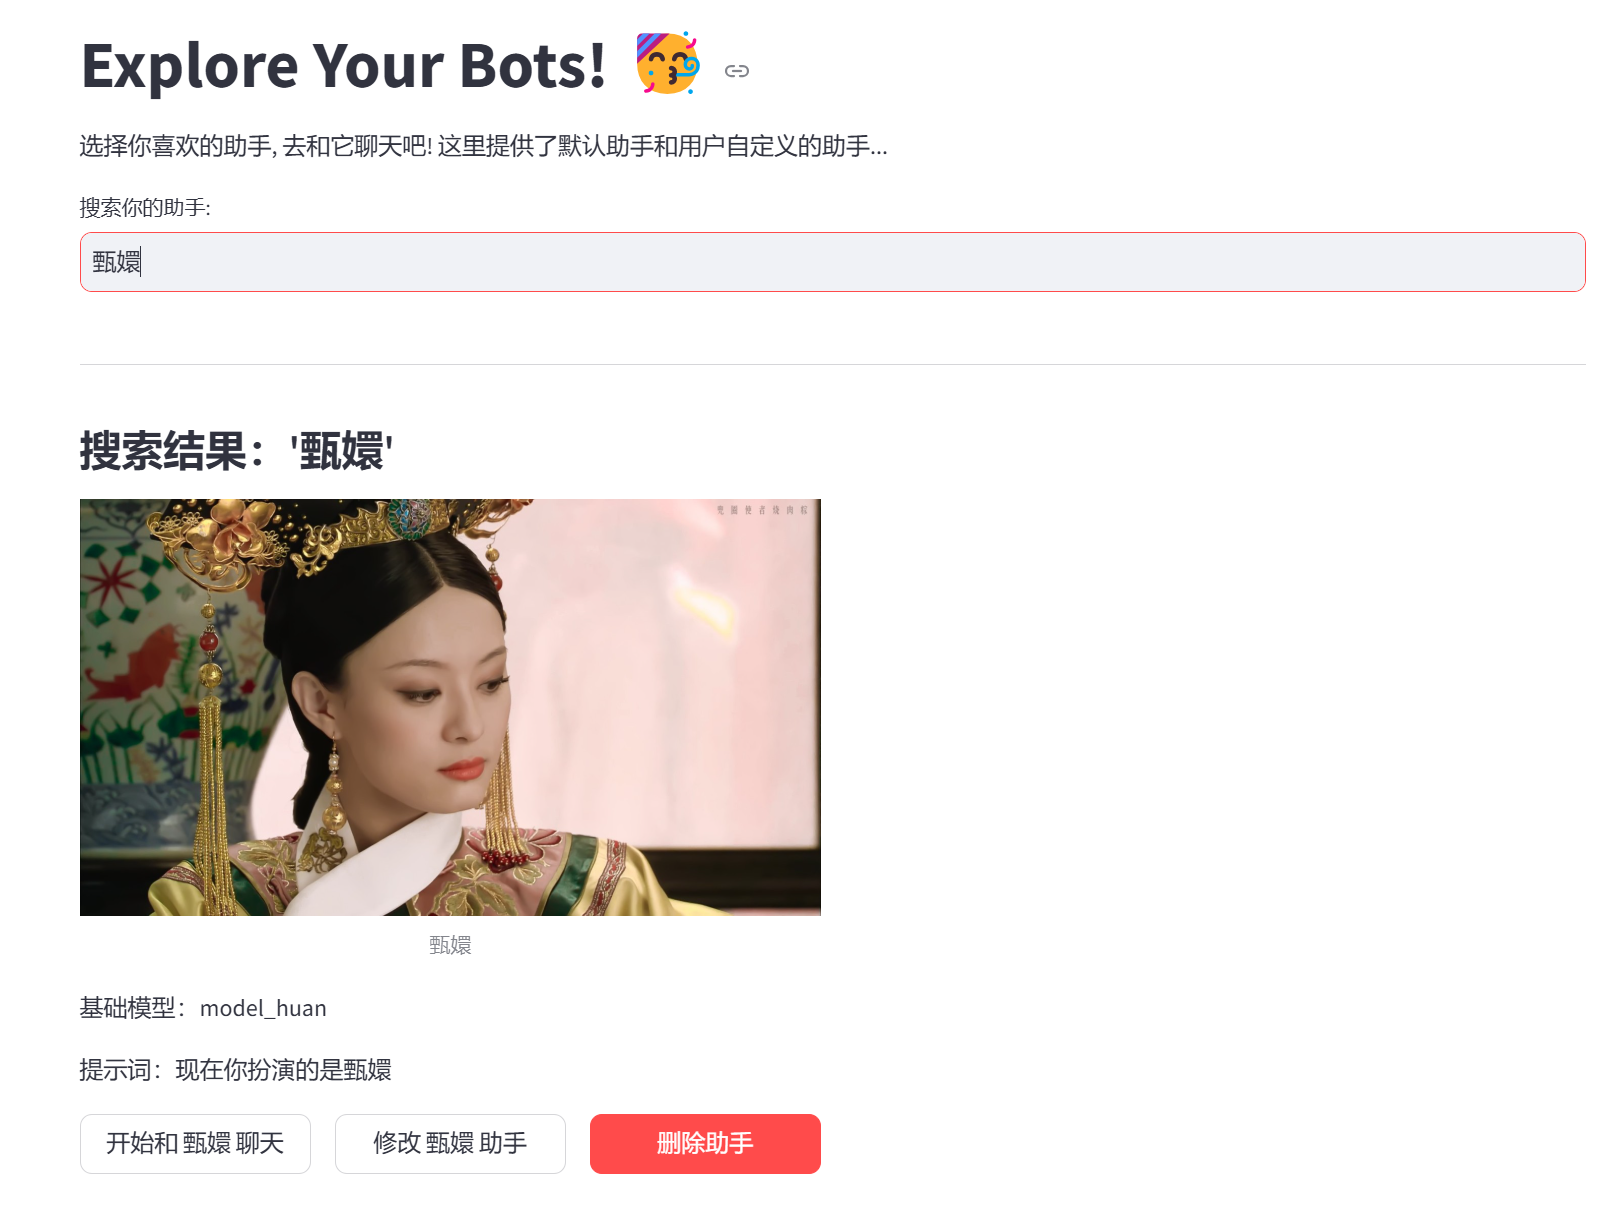 Explore Your Bots!
选择你喜欢的助手, 去和它聊天吧! 这里提供了默认助手和用户自定义的助手...
搜索你的助手:
甄嬛
搜索结果：'甄嬛'
甄嬛
基础模型：model_huan
提示词：现在你扮演的是甄嬛
开始和 甄嬛 聊天
修改 甄嬛 助手
删除助手